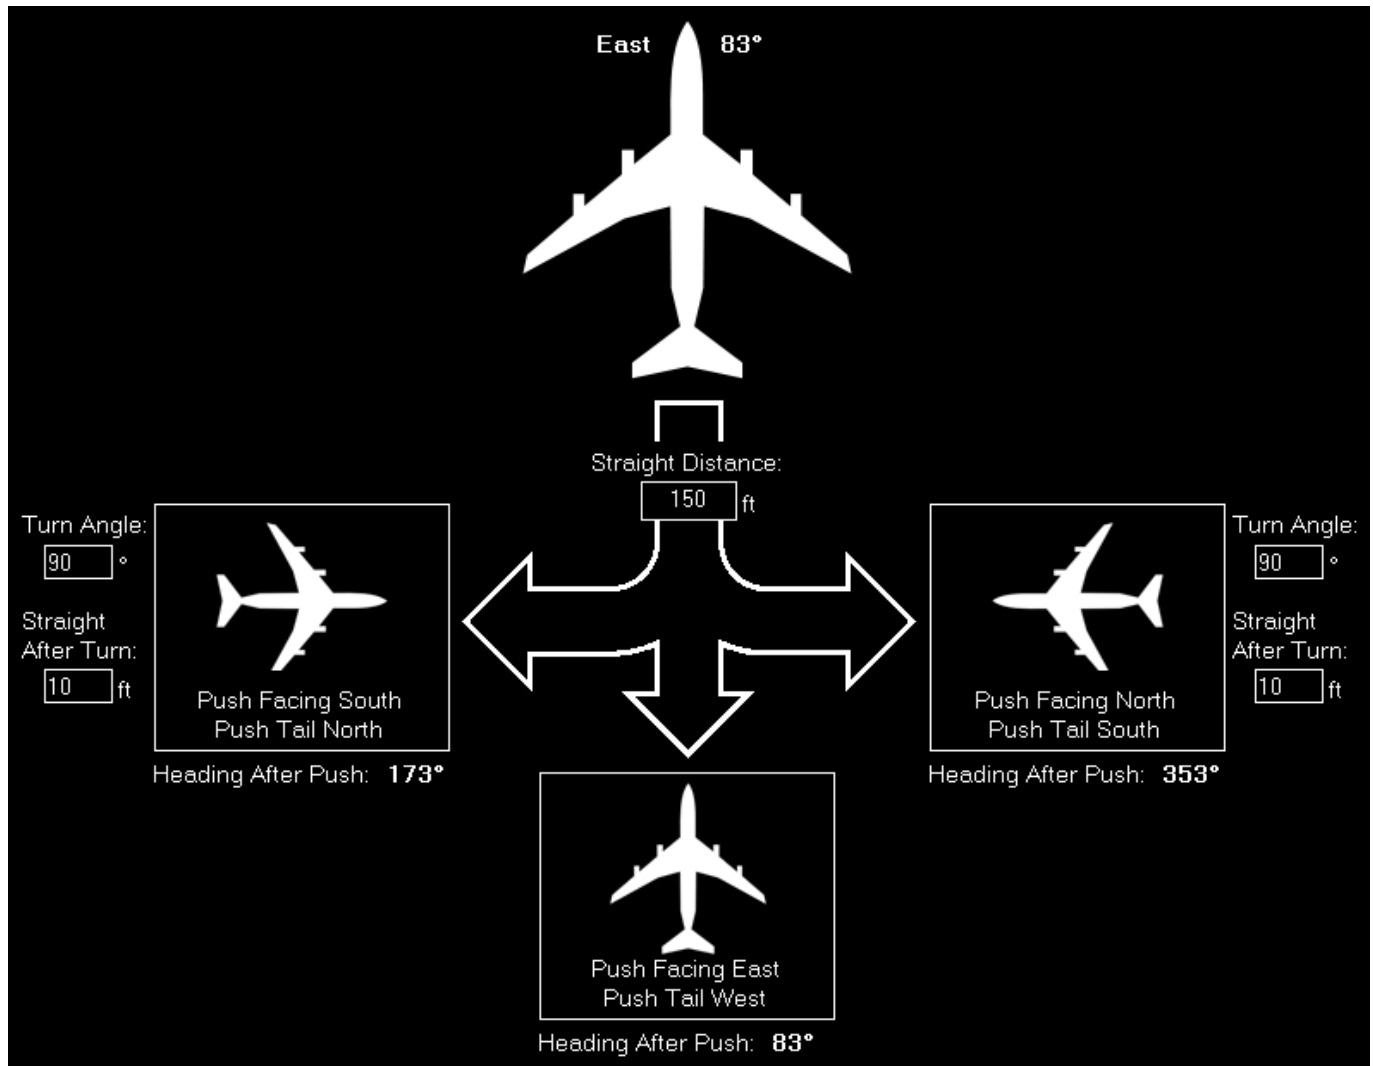 East 83°
Straight Distance:
150 ft
Turn Angle:
90 °
Straight
After Turn:
10 ft
Push Facing South
Push Tail North
Heading After Push: 173°
Push Facing North
Push Tail South
Heading After Push: 353°
Turn Angle:
90 °
Straight
After Turn:
10 ft
Push Facing East
Push Tail West
Heading After Push: 83°